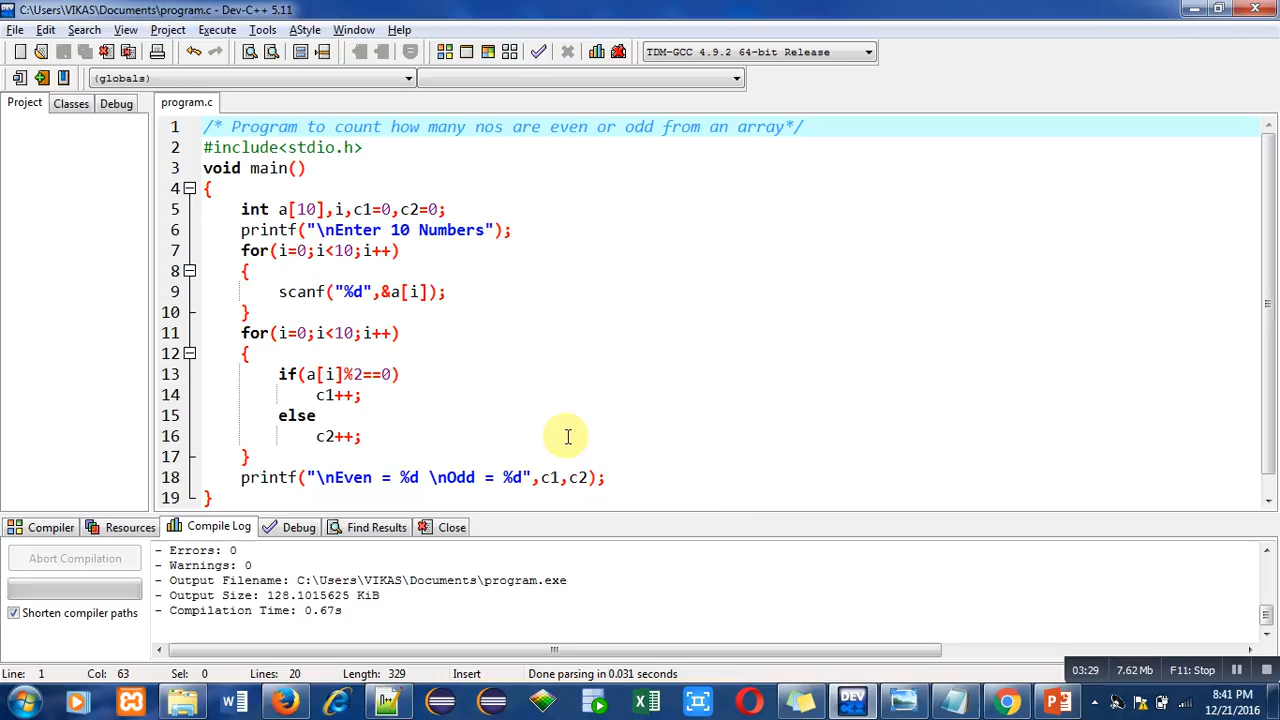 C:\Users\VIKAS\Documents\program.c - Dev-C++ 5.11
File Edit Search View Project Execute Tools AStyle Window Help
TDM-GCC 4.9.2 64-bit Release
(globals)
Project Classes Debug program.c
1 /* Program to count how many nos are even or odd from an array*/
2 #include<stdio.h>
3 void main()
4 {
5 int a[10],i,c1=0,c2=0;
6 printf("\nEnter 10 Numbers");
7 for(i=0;i<10;i++)
8 {
9 scanf("%d",&a[i]);
10 }
11 for(i=0;i<10;i++)
12 {
13 if(a[i]%2==0)
14 c1++;
15 else
16 c2++;
17 }
18 printf("\nEven = %d \nOdd = %d",c1,c2);
19 }
Compiler Resources Compile Log Debug Find Results Close
Abort Compilation
Shorten compiler paths
- Errors: 0
- Warnings: 0
- Output Filename: C:\Users\VIKAS\Documents\program.exe
- Output Size: 128.1015625 KiB
- Compilation Time: 0.67s
Line: 1 Col: 63 Sel: 0 Lines: 20 Length: 329 Insert Done parsing in 0.031 seconds
03:29 7.62 Mb F11: Stop
DEV
8:41 PM
12/21/2016